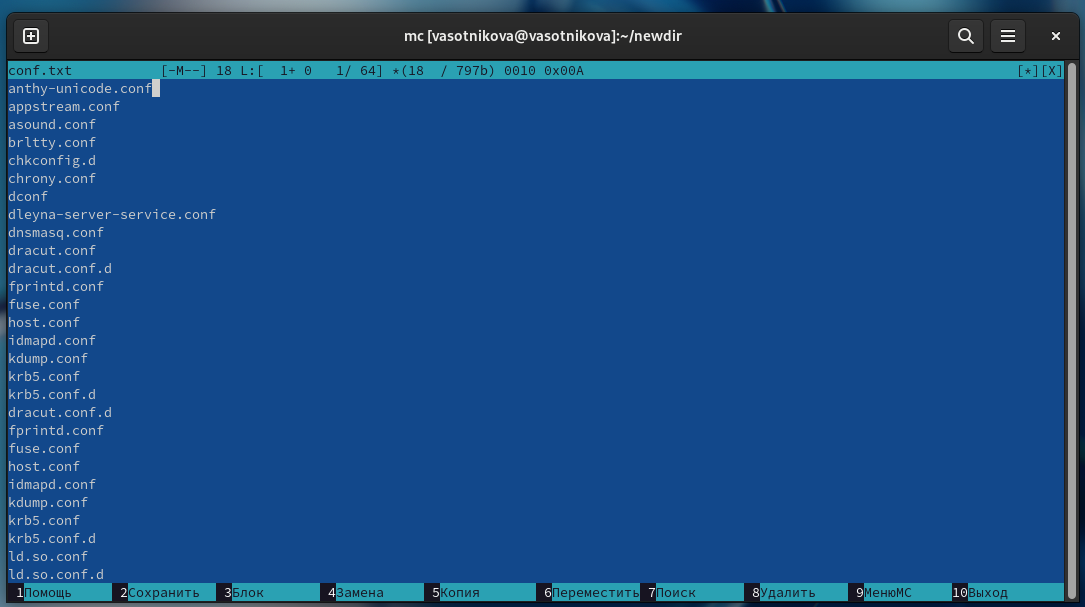 mc [vasotnikova@vasotnikova]:~/newdir
conf.txt [-M--] 18 L:[ 1+ 0 1/ 64] *(18 / 797b) 0010 0x00A [*][X]
anthy-unicode.conf
appstream.conf
asound.conf
brltty.conf
chkconfig.d
chrony.conf
dconf
dleyna-server-service.conf
dnsmasq.conf
dracut.conf
dracut.conf.d
fprintd.conf
fuse.conf
host.conf
idmapd.conf
kdump.conf
krb5.conf
krb5.conf.d
dracut.conf.d
fprintd.conf
fuse.conf
host.conf
idmapd.conf
kdump.conf
krb5.conf
krb5.conf.d
ld.so.conf
ld.so.conf.d
1Помощь 2Сохранить 3Блок 4Замена 5Копия 6Переместить 7Поиск 8Удалить 9МенюMC 10Выход